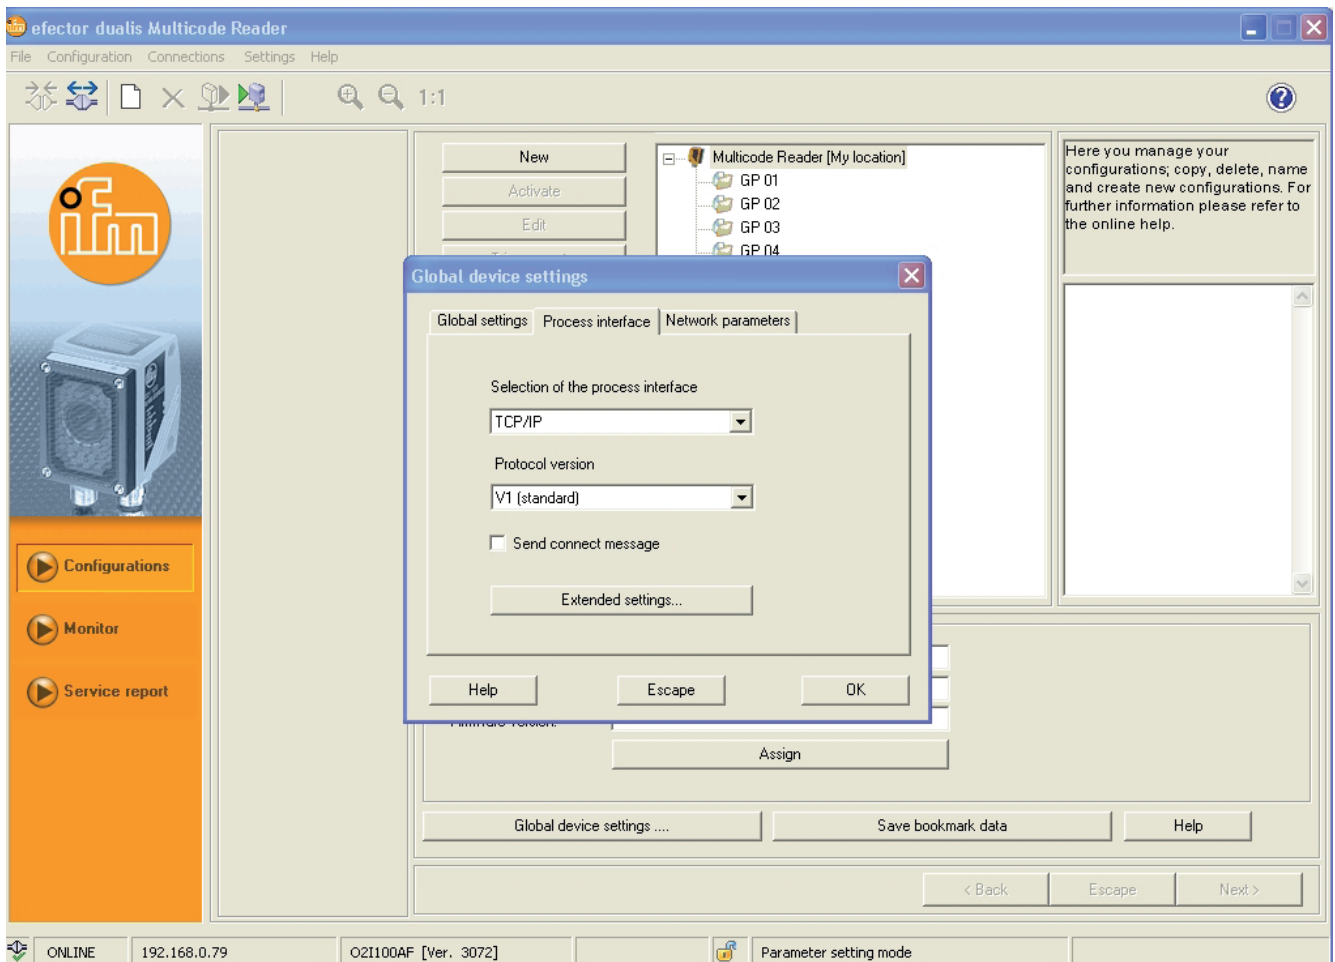 efector dualis Multicode Reader
File Configuration Connections Settings Help
1:1
ifm
New
Activate
Edit
Multicode Reader [My location]
GP 01
GP 02
GP 03
GP 04
Here you manage your
configurations; copy, delete, name
and create new configurations. For
further information please refer to
the online help.
Global device settings
Global settings Process interface Network parameters
Selection of the process interface
TCP/IP
Protocol version
V1 (standard)
Send connect message
Extended settings...
Help Escape OK
Configurations
Monitor
Service report
Firmware version:
Assign
Global device settings .... Save bookmark data Help
< Back Escape Next >
ONLINE 192.168.0.79 O2I100AF [Ver. 3072] Parameter setting mode